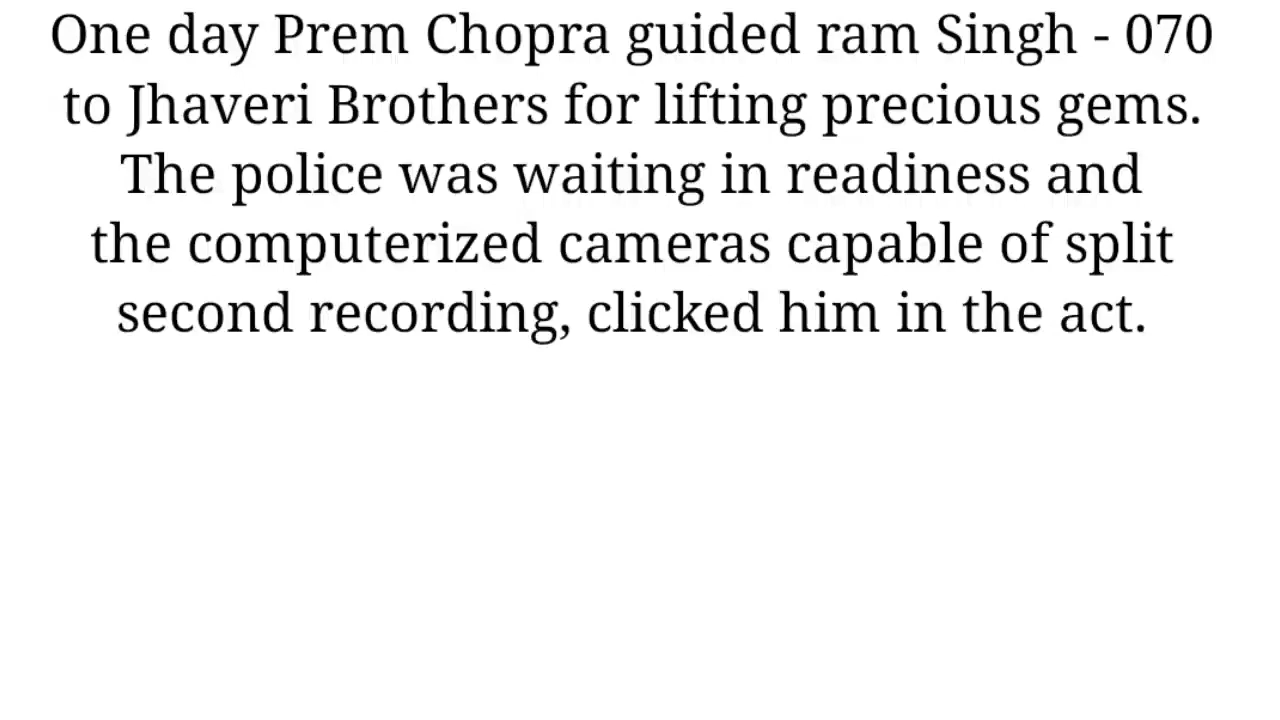 One day Prem Chopra guided ram Singh - 070
to Jhaveri Brothers for lifting precious gems.
The police was waiting in readiness and
the computerized cameras capable of split
second recording, clicked him in the act.